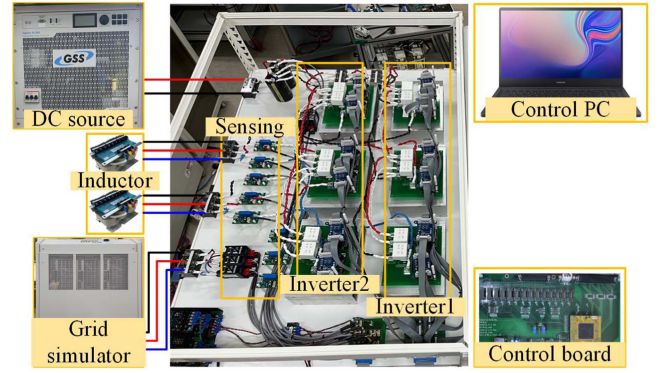 GSS
DC source
Sensing
Control PC
Inductor
Inverter2
Inverter1
Grid
simulator
Control board